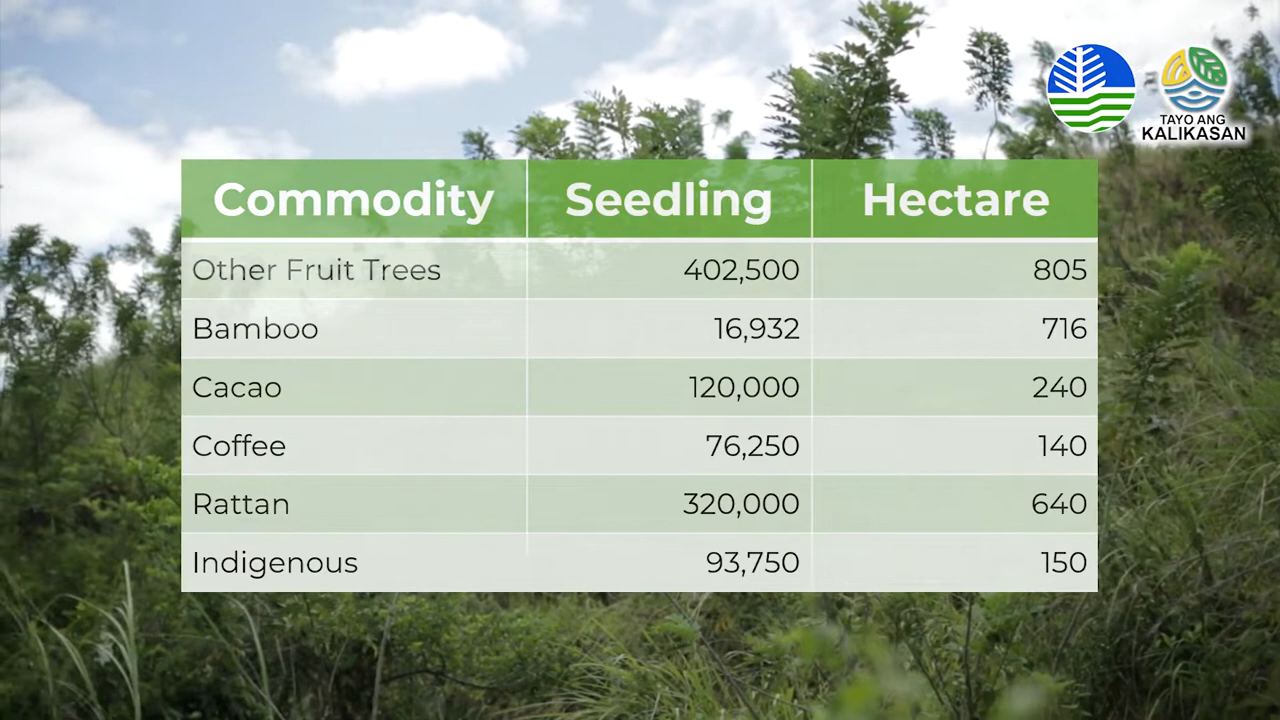 TAYO ANG
KALIKASAN
Commodity Seedling Hectare
Other Fruit Trees 402,500 805
Bamboo 16,932 716
Cacao 120,000 240
Coffee 76,250 140
Rattan 320,000 640
Indigenous 93,750 150